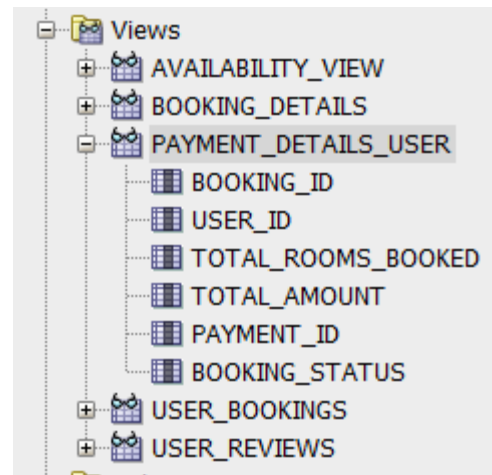 Views
AVAILABILITY_VIEW
BOOKING_DETAILS
PAYMENT_DETAILS_USER
BOOKING_ID
USER_ID
TOTAL_ROOMS_BOOKED
TOTAL_AMOUNT
PAYMENT_ID
BOOKING_STATUS
USER_BOOKINGS
USER_REVIEWS